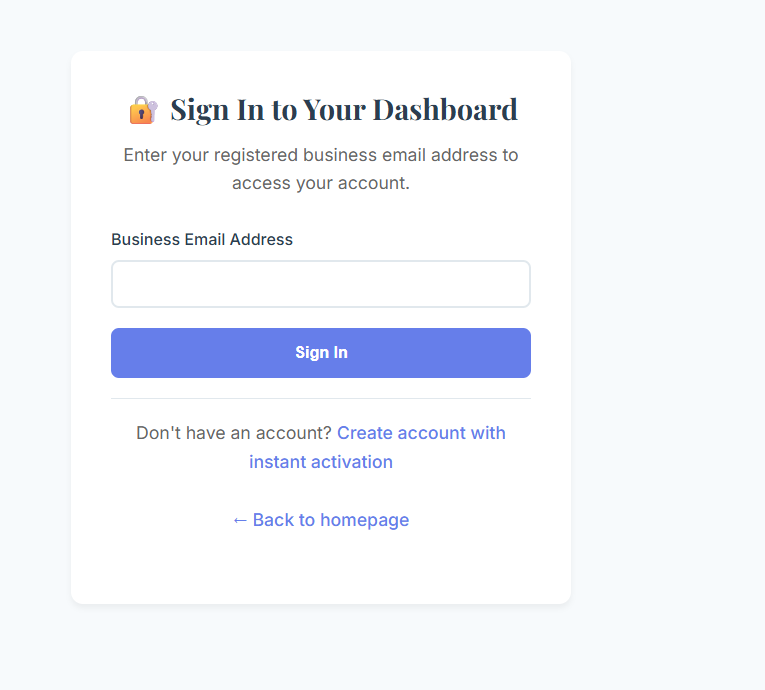 🔐 Sign In to Your Dashboard
Enter your registered business email address to
access your account.
Business Email Address
Sign In
Don't have an account? Create account with
instant activation
← Back to homepage